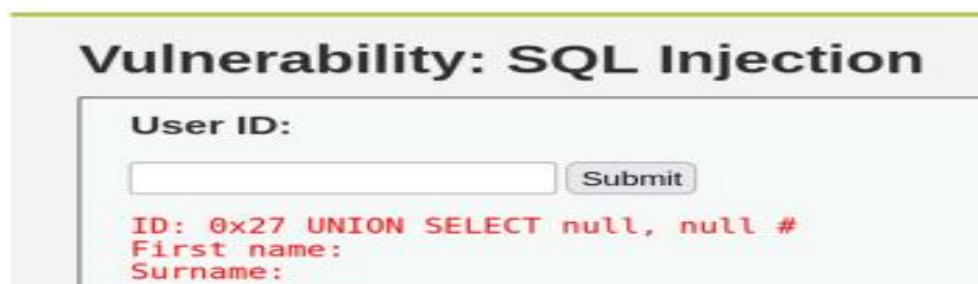 Vulnerability: SQL Injection
User ID:
Submit
ID: 0x27 UNION SELECT null, null #
First name:
Surname: